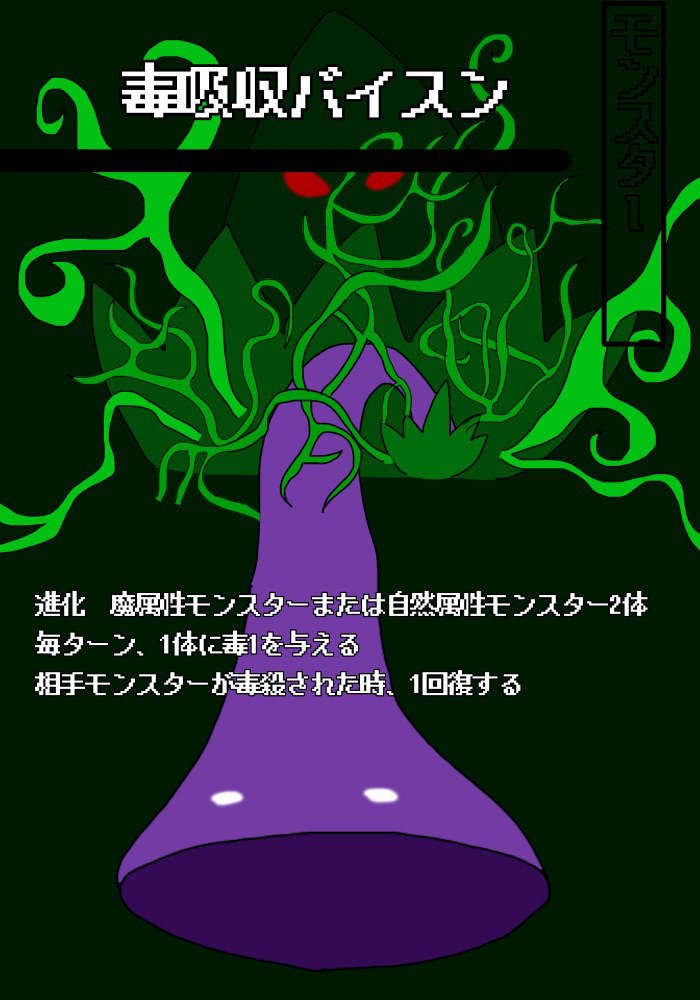 毒吸収バイスン
モンスター
進化　魔属性モンスターまたは自然属性モンスター2体
毎ターン、1体に毒1を与える
相手モンスターが毒殺された時、1回復する